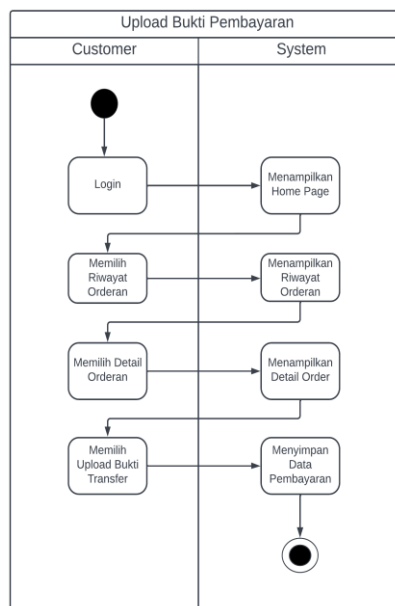 Upload Bukti Pembayaran
Customer
System
Login
Menampilkan
Home Page
Memilih
Riwayat
Orderan
Menampilkan
Riwayat
Orderan
Memilih Detail
Orderan
Menampilkan
Detail Order
Memilih
Upload Bukti
Transfer
Menyimpan
Data
Pembayaran